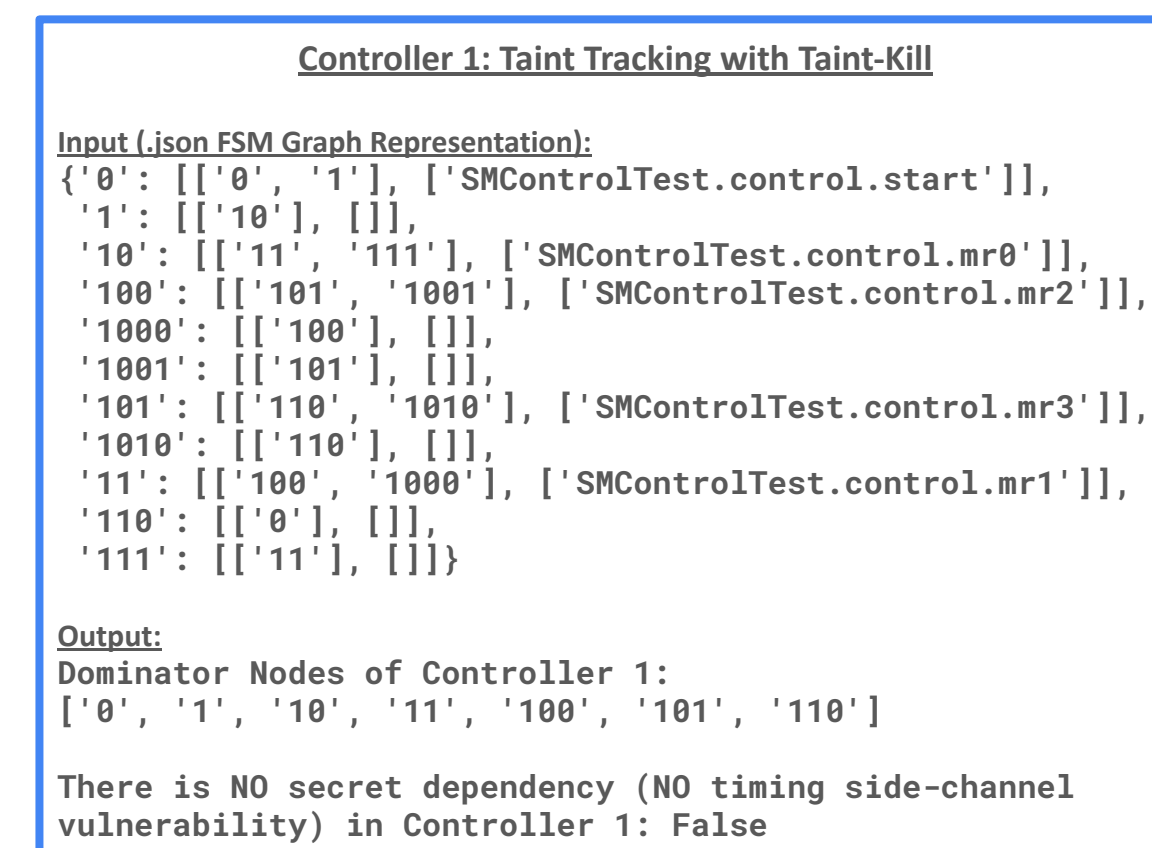 Controller 1: Taint Tracking with Taint-Kill
Input (.json FSM Graph Representation):
{'0': [['0', '1'], ['SMControlTest.control.start']],
'1': [['10'], []],
'10': [['11', '111'], ['SMControlTest.control.mr0']],
'100': [['101', '1001'], ['SMControlTest.control.mr2']],
'1000': [['100'], []],
'1001': [['101'], []],
'101': [['110', '1010'], ['SMControlTest.control.mr3']],
'1010': [['110'], []],
'11': [['100', '1000'], ['SMControlTest.control.mr1']],
'110': [['0'], []],
'111': [['11'], []]}
Output:
Dominator Nodes of Controller 1:
['0', '1', '10', '11', '100', '101', '110']
There is NO secret dependency (NO timing side-channel
vulnerability) in Controller 1: False